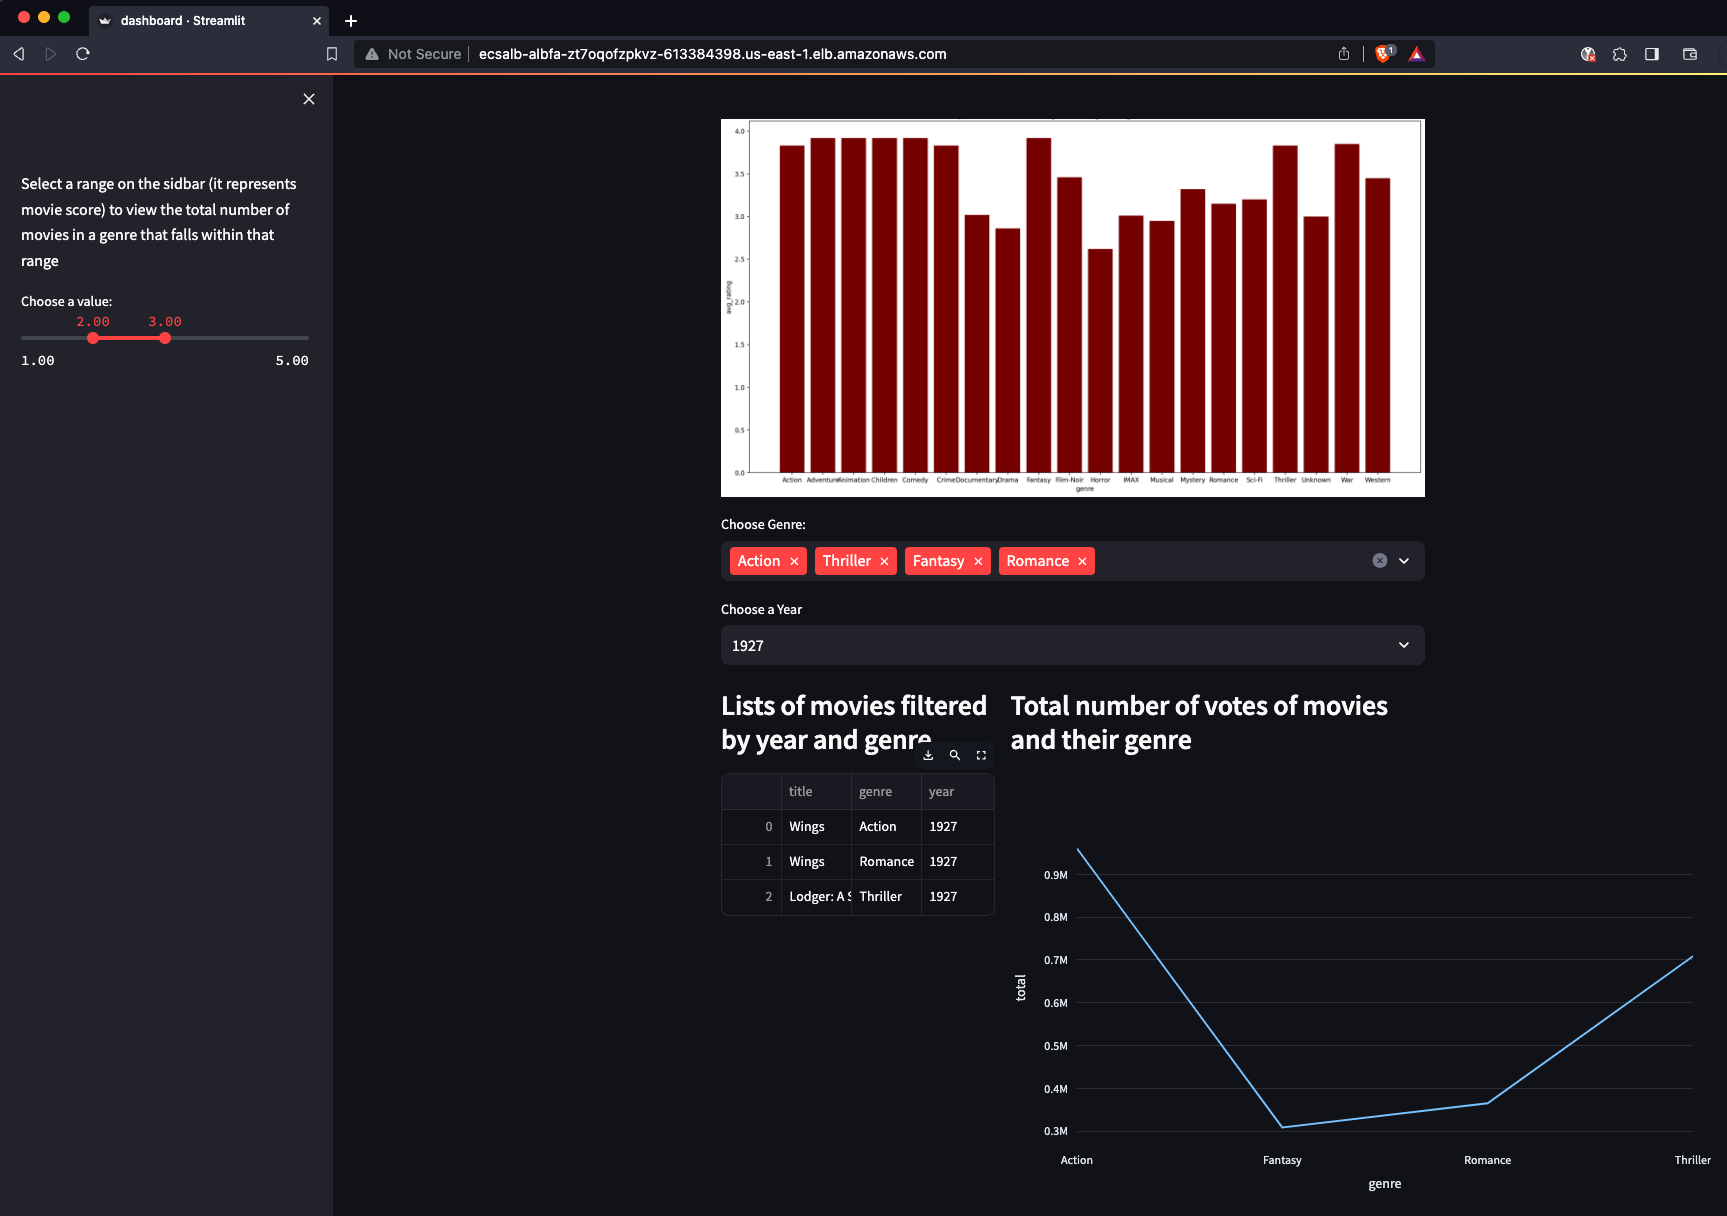 dashboard · Streamlit
Not Secure
ecsalb-albfa-zt7oqofzpkvz-613384398.us-east-1.elb.amazonaws.com
1
Select a range on the sidbar (it represents
movie score) to view the total number of
movies in a genre that falls within that
range
Choose a value:
2.00 3.00
1.00 5.00
4.0
3.5
3.0
2.5
2.0
1.5
1.0
0.5
0.0
avg_rating
Action Adventure Animation Children Comedy Crime Documentary Drama Fantasy Film-Noir Horror IMAX Musical Mystery Romance Sci-Fi Thriller Unknown War Western
genre
Choose Genre:
Action Thriller Fantasy Romance
Choose a Year
1927
Lists of movies filtered
by year and genre
title genre year
0 Wings Action 1927
1 Wings Romance 1927
2 Lodger: A S Thriller 1927
Total number of votes of movies
and their genre
0.9M
0.8M
0.7M
0.6M
0.5M
0.4M
0.3M
total
Action Fantasy Romance Thriller
genre